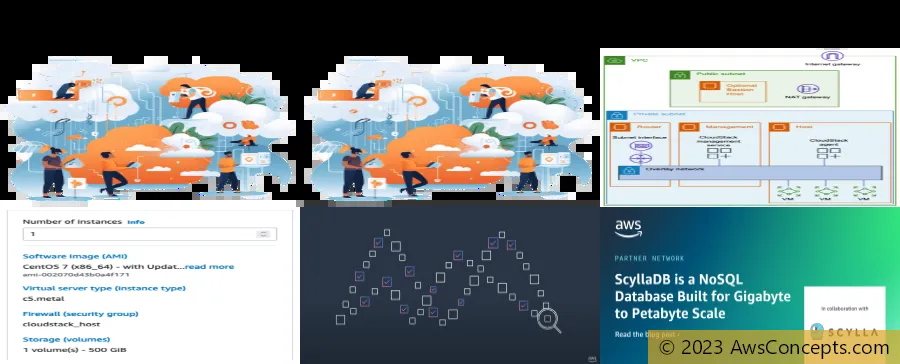 VPC
Internet gateway
Public subnet
Optional
Bastion
Host
NAT gateway
Private subnet
Router
Management
Host
Subnet interface
CloudStack
management
service
CloudStack
agent
Overlay network
VM
VM
VM
Number of instances Info
1
Software Image (AMI)
CentOS 7 (x86_64) - with Updat...read more
ami-002070d43b0a4f171
Virtual server type (instance type)
c5.metal
Firewall (security group)
cloudstack_host
Storage (volumes)
1 volume(s) - 500 GiB
aws
aws
PARTNER NETWORK
ScyllaDB is a NoSQL
Database Built for Gigabyte
to Petabyte Scale
Read the blog post ›
In collaboration with
SCYLLA
© 2023 AwsConcepts.com